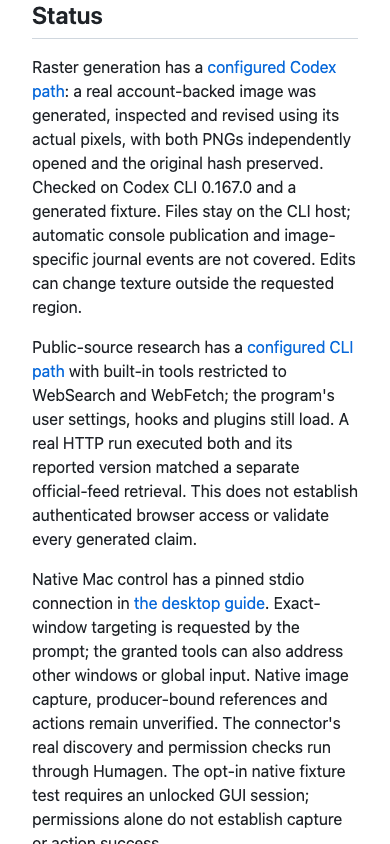 Status
Raster generation has a configured Codex
path: a real account-backed image was
generated, inspected and revised using its
actual pixels, with both PNGs independently
opened and the original hash preserved.
Checked on Codex CLI 0.167.0 and a
generated fixture. Files stay on the CLI host;
automatic console publication and image-
specific journal events are not covered. Edits
can change texture outside the requested
region.
Public-source research has a configured CLI
path with built-in tools restricted to
WebSearch and WebFetch; the program's
user settings, hooks and plugins still load. A
real HTTP run executed both and its
reported version matched a separate
official-feed retrieval. This does not establish
authenticated browser access or validate
every generated claim.
Native Mac control has a pinned stdio
connection in the desktop guide. Exact-
window targeting is requested by the
prompt; the granted tools can also address
other windows or global input. Native image
capture, producer-bound references and
actions remain unverified. The connector's
real discovery and permission checks run
through Humagen. The opt-in native fixture
test requires an unlocked GUI session;
permissions alone do not establish capture
or action success.